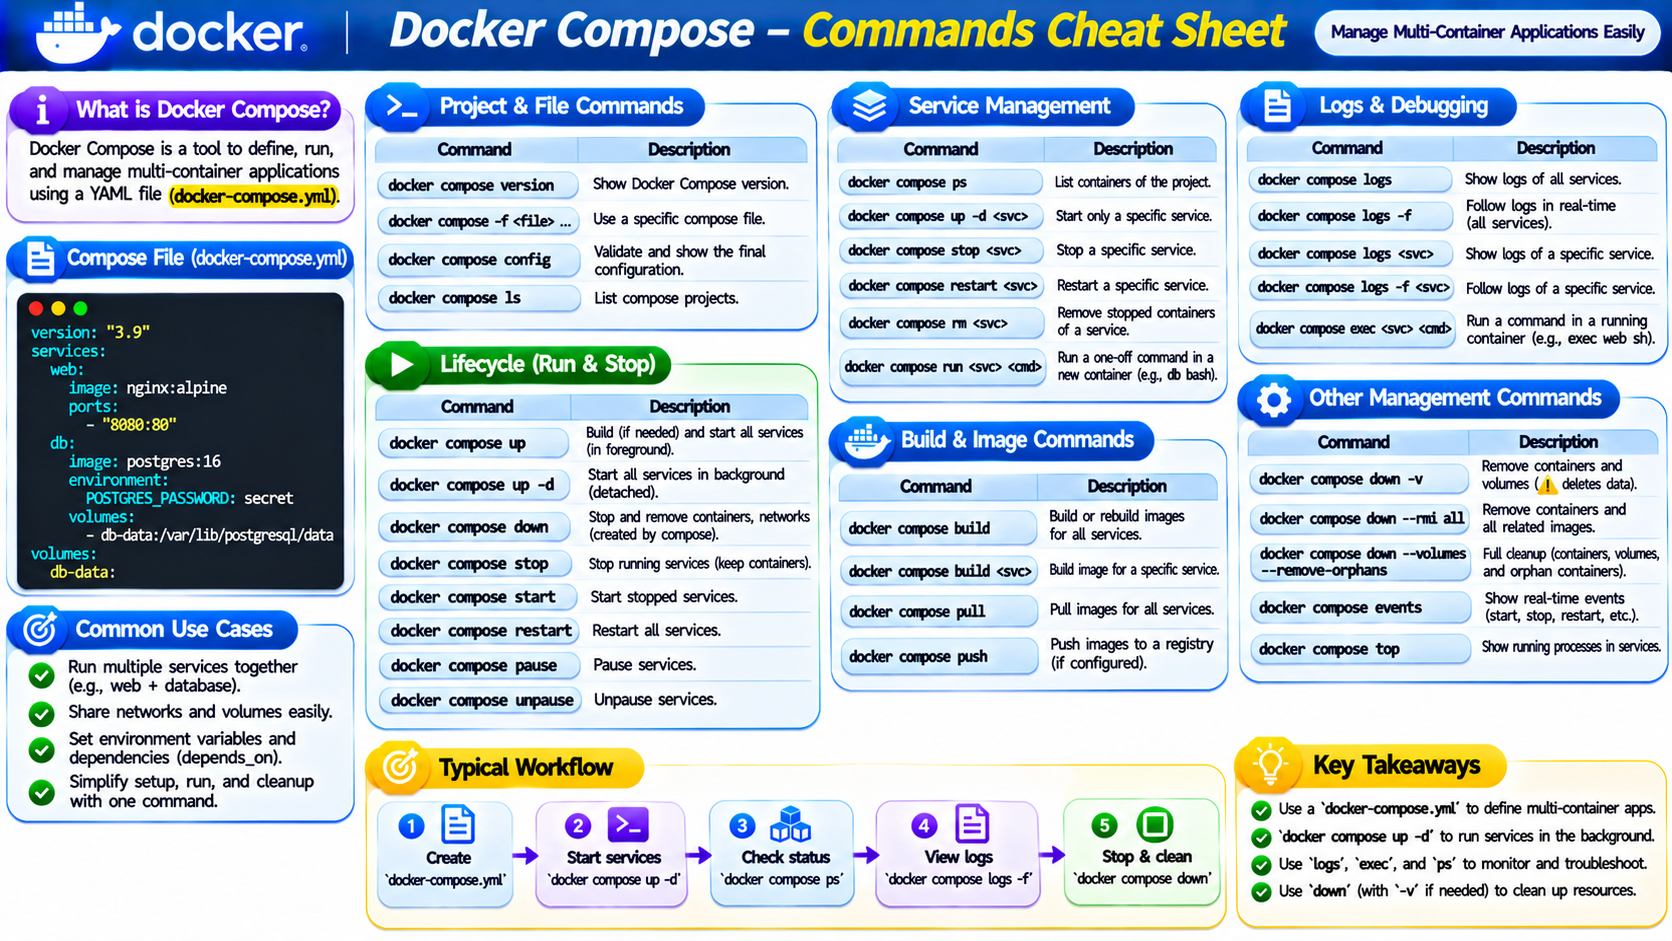 docker.
Docker Compose – Commands Cheat Sheet
Manage Multi-Container Applications Easily
What is Docker Compose?
Docker Compose is a tool to define, run,
and manage multi-container applications
using a YAML file (docker-compose.yml).
Compose File (docker-compose.yml)
version: "3.9"
services:
web:
image: nginx:alpine
ports:
- "8080:80"
db:
image: postgres:16
environment:
POSTGRES_PASSWORD: secret
volumes:
- db-data:/var/lib/postgresql/data
volumes:
db-data:
Common Use Cases
Run multiple services together
(e.g., web + database).
Share networks and volumes easily.
Set environment variables and
dependencies (depends_on).
Simplify setup, run, and cleanup
with one command.
Project & File Commands
Command Description
docker compose version Show Docker Compose version.
docker compose -f <file> ... Use a specific compose file.
docker compose config Validate and show the final
configuration.
docker compose ls List compose projects.
Lifecycle (Run & Stop)
Command Description
docker compose up Build (if needed) and start all services
(in foreground).
docker compose up -d Start all services in background
(detached).
docker compose down Stop and remove containers, networks
(created by compose).
docker compose stop Stop running services (keep containers).
docker compose start Start stopped services.
docker compose restart Restart all services.
docker compose pause Pause services.
docker compose unpause Unpause services.
Service Management
Command Description
docker compose ps List containers of the project.
docker compose up -d <svc> Start only a specific service.
docker compose stop <svc> Stop a specific service.
docker compose restart <svc> Restart a specific service.
docker compose rm <svc> Remove stopped containers
of a service.
docker compose run <svc> <cmd> Run a one-off command in a
new container (e.g., db bash).
Build & Image Commands
Command Description
docker compose build Build or rebuild images
for all services.
docker compose build <svc> Build image for a specific service.
docker compose pull Pull images for all services.
docker compose push Push images to a registry
(if configured).
Logs & Debugging
Command Description
docker compose logs Show logs of all services.
docker compose logs -f Follow logs in real-time
(all services).
docker compose logs <svc> Show logs of a specific service.
docker compose logs -f <svc> Follow logs of a specific service.
docker compose exec <svc> <cmd> Run a command in a running
container (e.g., exec web sh).
Other Management Commands
Command Description
docker compose down -v Remove containers and
volumes (⚠ deletes data).
docker compose down --rmi all Remove containers and
all related images.
docker compose down --volumes Full cleanup (containers, volumes,
--remove-orphans and orphan containers).
docker compose events Show real-time events
(start, stop, restart, etc.).
docker compose top Show running processes in services.
Typical Workflow
1 Create
`docker-compose.yml'
2 Start services
`docker compose up -d'
3 Check status
`docker compose ps'
4 View logs
`docker compose logs -f'
5 Stop & clean
`docker compose down'
Key Takeaways
Use a `docker-compose.yml' to define multi-container apps.
`docker compose up -d' to run services in the background.
Use `logs', `exec', and `ps' to monitor and troubleshoot.
Use `down' (with `-v' if needed) to clean up resources.